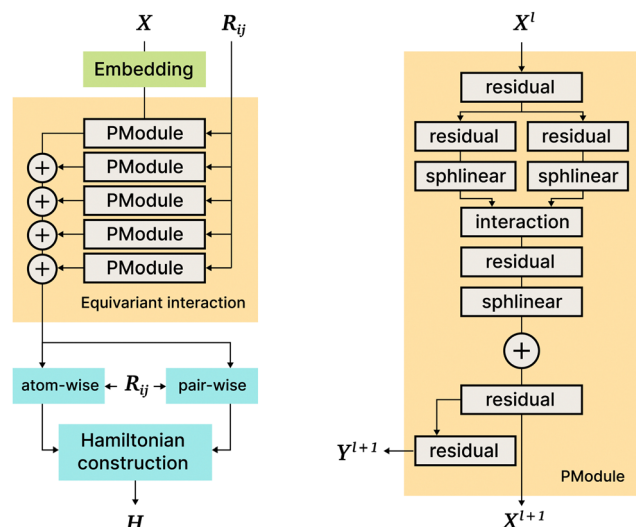 X
R_ij
Embedding
PModule
PModule
PModule
PModule
PModule
+
+
+
+
Equivariant interaction
atom-wise
R_ij
pair-wise
Hamiltonian
construction
H
X^l
residual
residual
residual
sphlinear
sphlinear
interaction
residual
sphlinear
+
residual
residual
Y^{l+1}
PModule
X^{l+1}